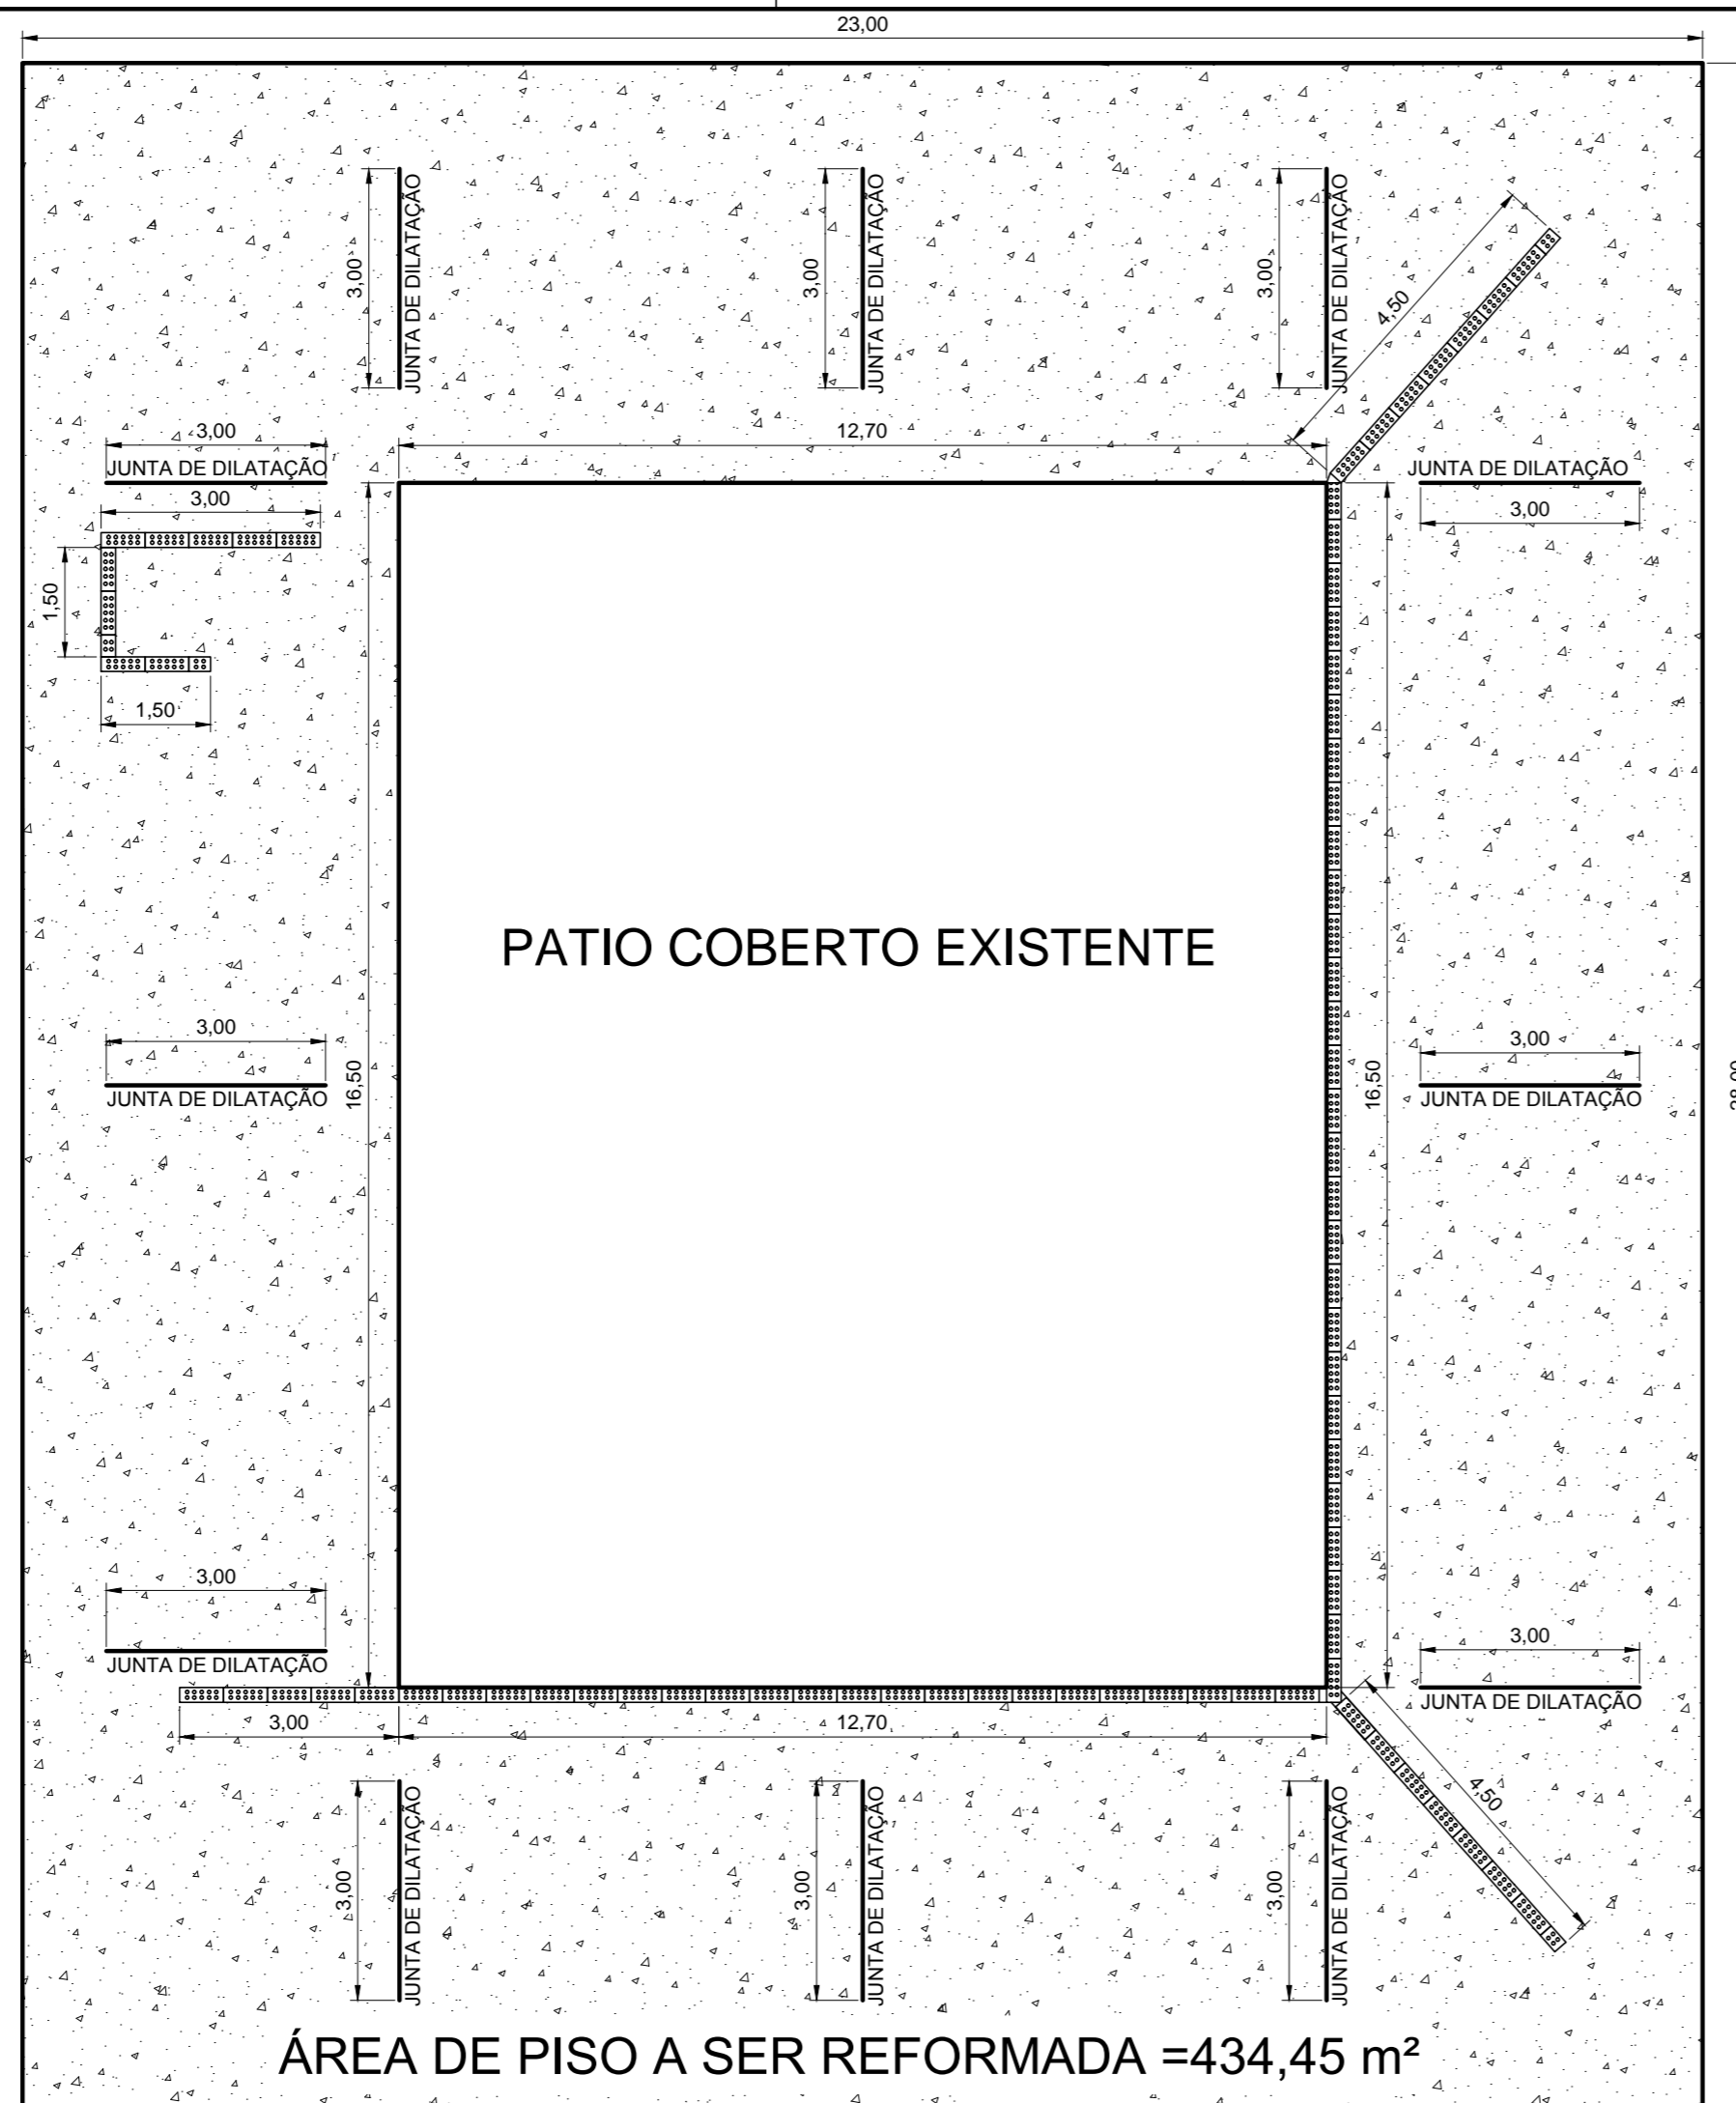 23,00
JUNTA DE DILATAÇÃO
3,00
JUNTA DE DILATAÇÃO
3,00
JUNTA DE DILATAÇÃO
3,00
4,50
3,00
12,70
JUNTA DE DILATAÇÃO
JUNTA DE DILATAÇÃO
3,00
3,00
1,50
1,50
PATIO COBERTO EXISTENTE
3,00
3,00
16,50
16,50
JUNTA DE DILATAÇÃO
JUNTA DE DILATAÇÃO
3,00
3,00
JUNTA DE DILATAÇÃO
JUNTA DE DILATAÇÃO
3,00
12,70
JUNTA DE DILATAÇÃO
3,00
JUNTA DE DILATAÇÃO
3,00
JUNTA DE DILATAÇÃO
3,00
4,50
ÁREA DE PISO A SER REFORMADA =434,45 m²